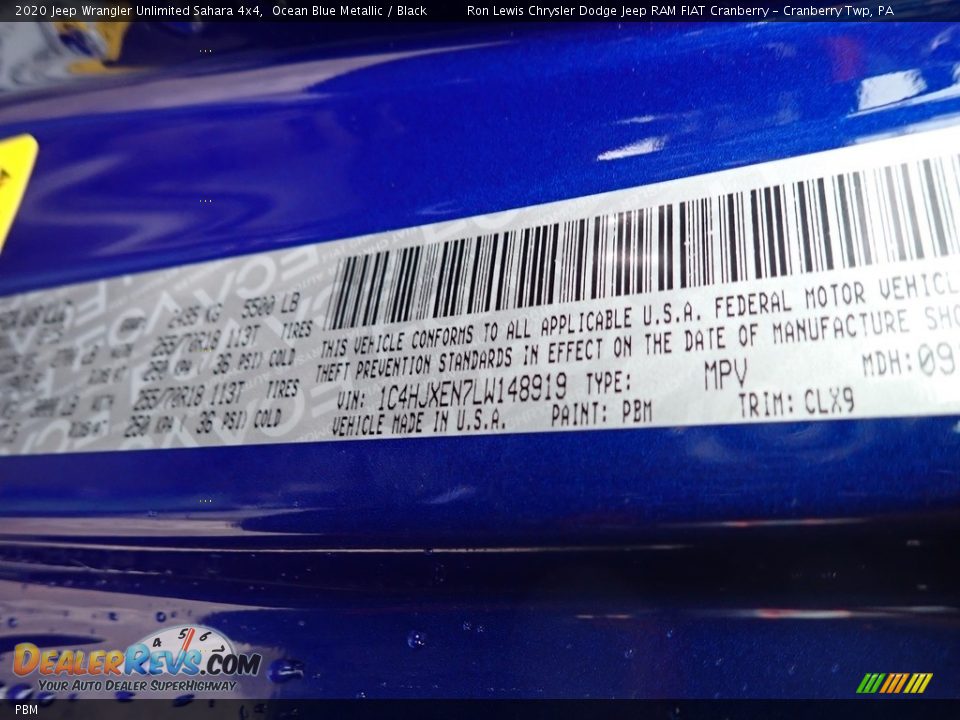 2020 Jeep Wrangler Unlimited Sahara 4x4, Ocean Blue Metallic / Black Ron Lewis Chrysler Dodge Jeep RAM FIAT Cranberry - Cranberry Twp, PA
2495 KG 5500 LB
255/70R18 113T TIRES
250 KPA / 36 PSI COLD
255/70R18 113T TIRES
250 KPA / 36 PSI COLD
THIS VEHICLE CONFORMS TO ALL APPLICABLE U.S.A. FEDERAL MOTOR VEHICL
THEFT PREVENTION STANDARDS IN EFFECT ON THE DATE OF MANUFACTURE SHO
VIN: 1C4HJXEN7LW148919 TYPE: MPV MDH: 09
VEHICLE MADE IN U.S.A. PAINT: PBM TRIM: CLX9
4 5 6
DEALERREVS.COM
YOUR AUTO DEALER SUPERHIGHWAY
PBM